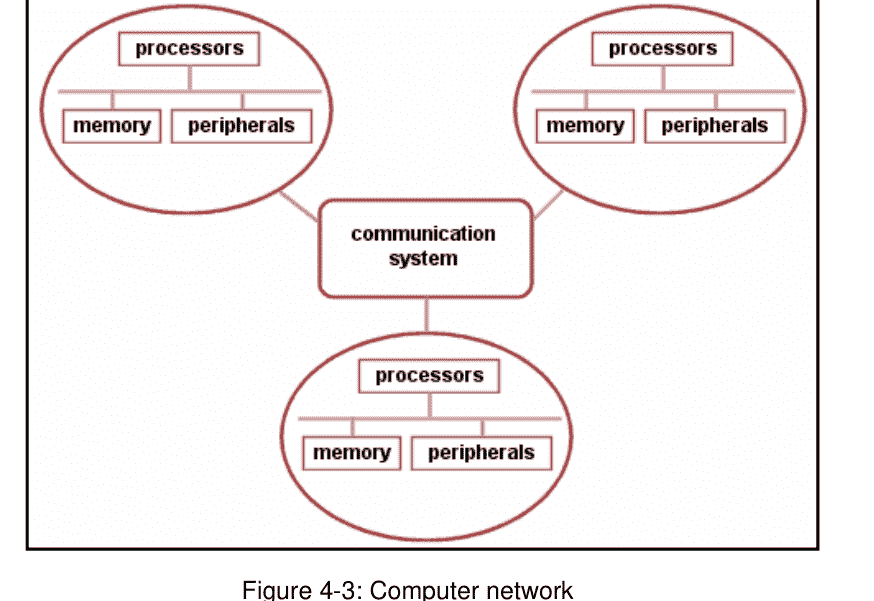 processors
memory peripherals
processors
memory peripherals
communication
system
processors
memory peripherals
Figure 4-3: Computer network